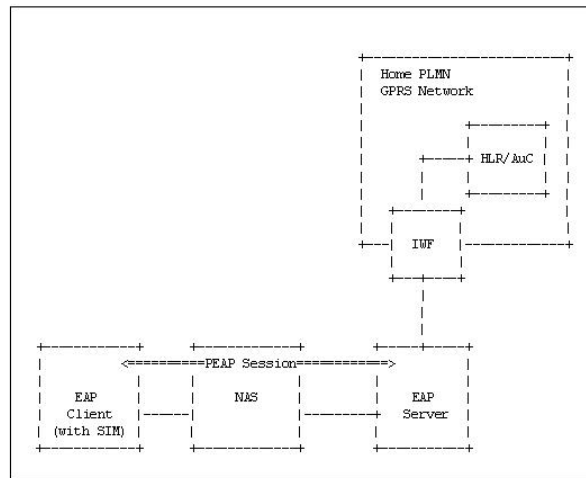 Home PLMN
GPRS Network
HLR/AuC
IWF
PEAP Session
EAP
Client
(with SIM)
NAS
EAP
Server